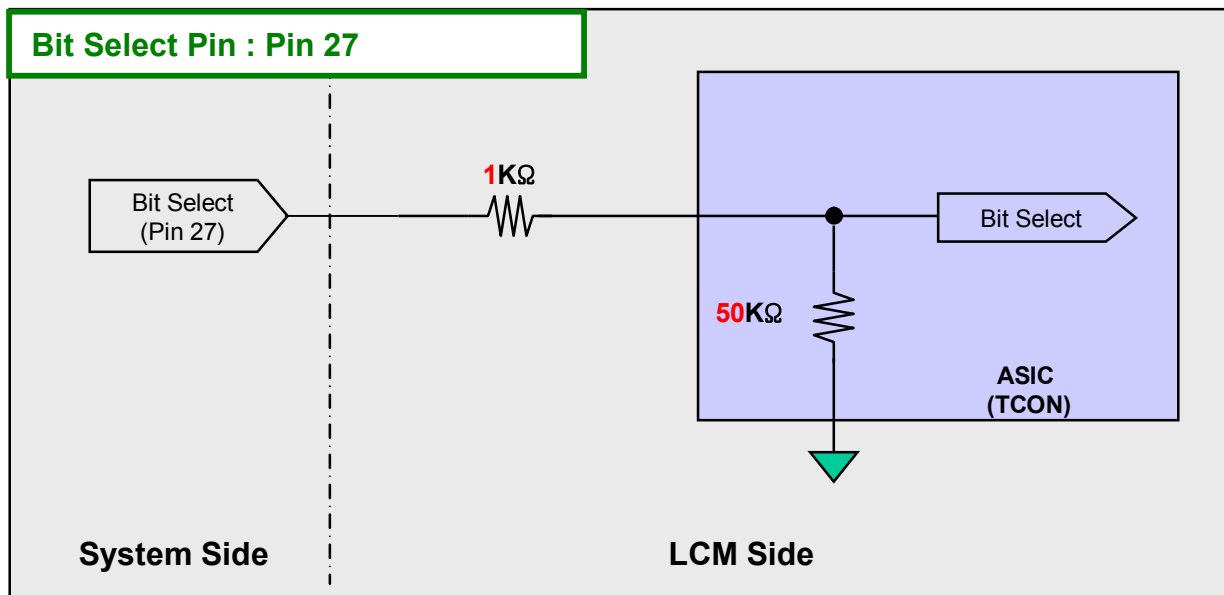 Bit Select Pin : Pin 27
1KΩ
Bit Select
(Pin 27)
Bit Select
50KΩ
ASIC
(TCON)
System Side
LCM Side